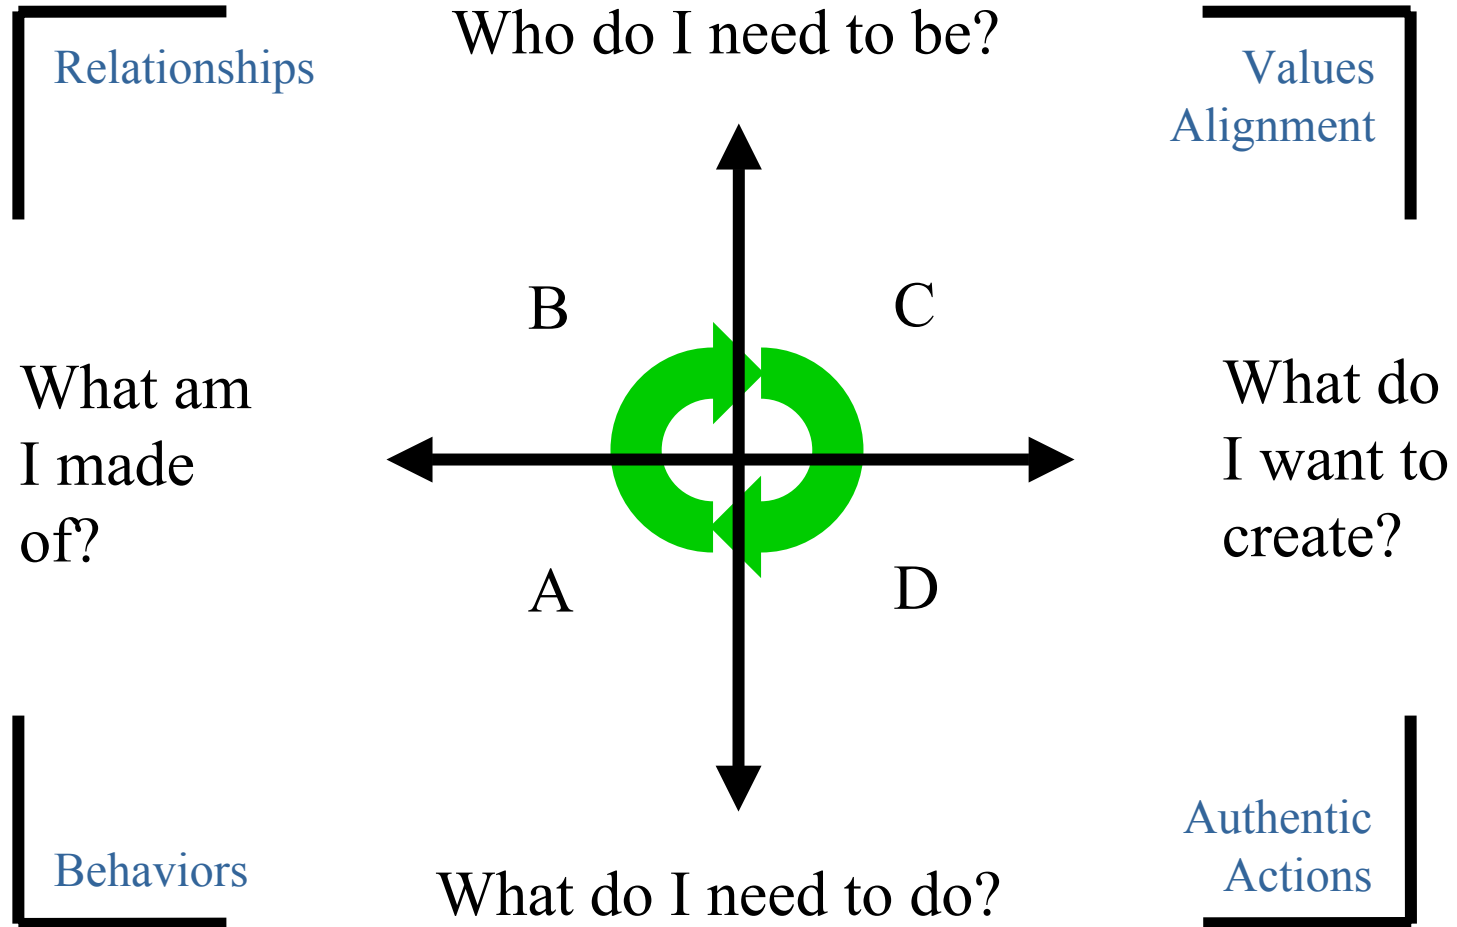 Relationships
Who do I need to be?
Values
Alignment
B
C
What am
I made
of?
What do
I want to
create?
A
D
Behaviors
What do I need to do?
Authentic
Actions